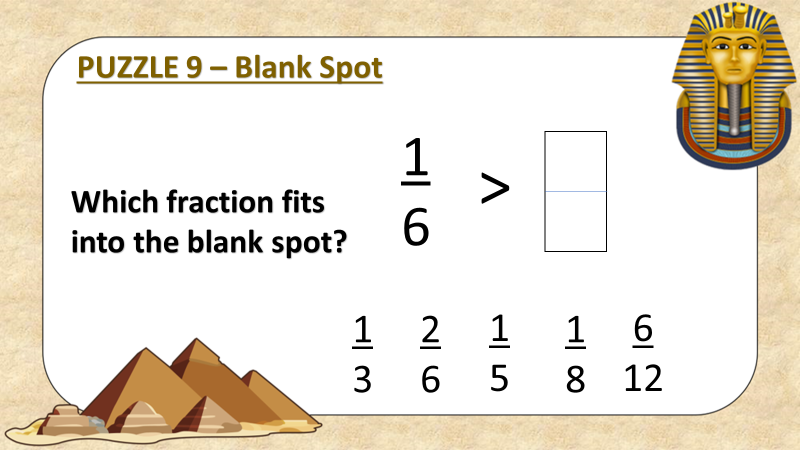 PUZZLE 9 – Blank Spot
Which fraction fits
into the blank spot?
1
6
>
1 2 1 1 6
3 6 5 8 12